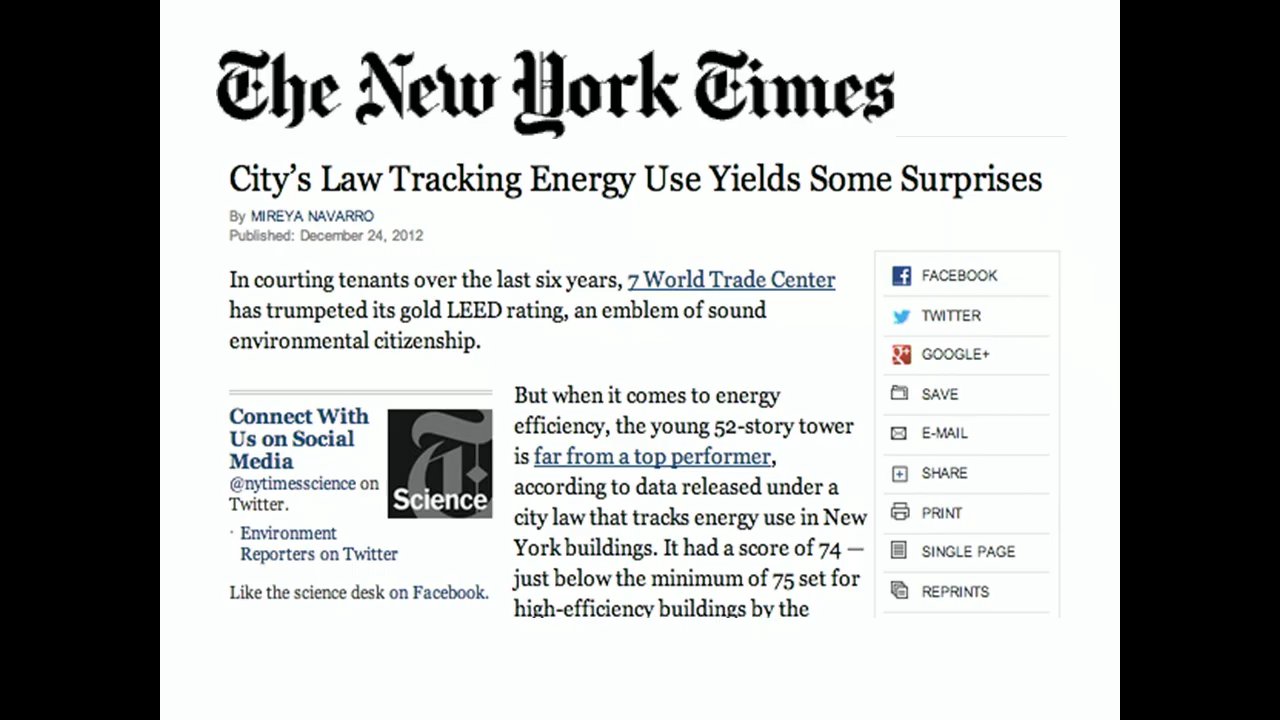 The New York Times
City's Law Tracking Energy Use Yields Some Surprises
By MIREYA NAVARRO
Published: December 24, 2012
In courting tenants over the last six years, 7 World Trade Center
has trumpeted its gold LEED rating, an emblem of sound
environmental citizenship.
Connect With
Us on Social
Media
@nytimesscience on
Twitter.
· Environment
Reporters on Twitter
Like the science desk on Facebook.
T
Science
But when it comes to energy
efficiency, the young 52-story tower
is far from a top performer,
according to data released under a
city law that tracks energy use in New
York buildings. It had a score of 74 —
just below the minimum of 75 set for
high-efficiency buildings by the
FACEBOOK
TWITTER
GOOGLE+
SAVE
E-MAIL
SHARE
PRINT
SINGLE PAGE
REPRINTS